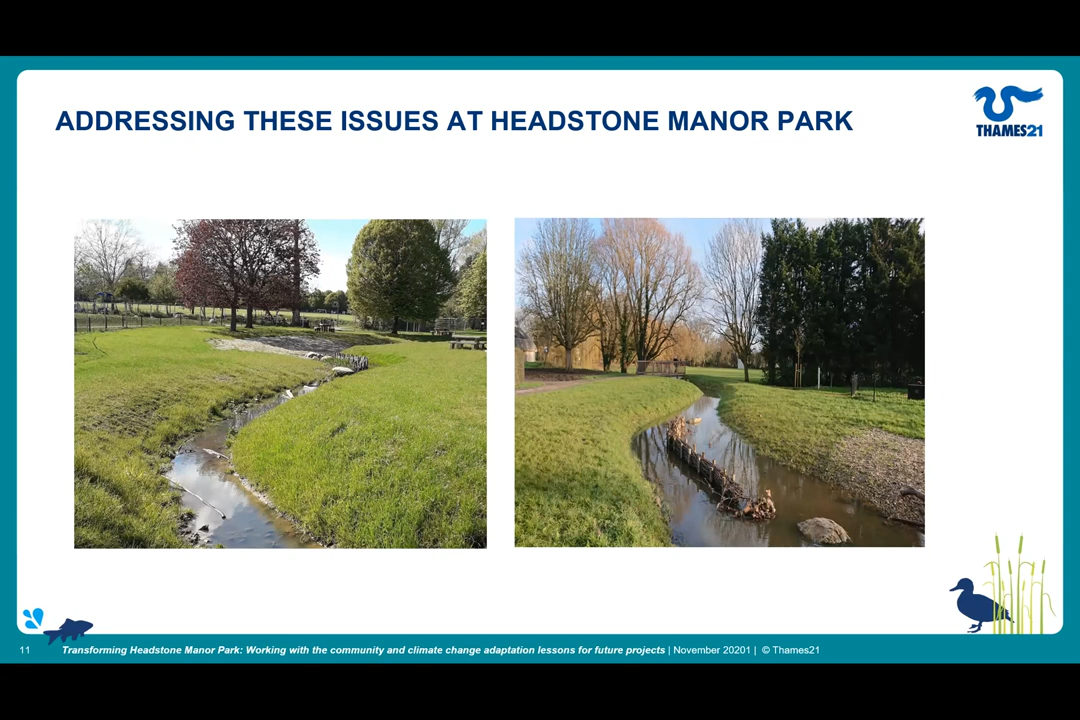 ADDRESSING THESE ISSUES AT HEADSTONE MANOR PARK
THAMES21
11 Transforming Headstone Manor Park: Working with the community and climate change adaptation lessons for future projects | November 20201 | © Thames21